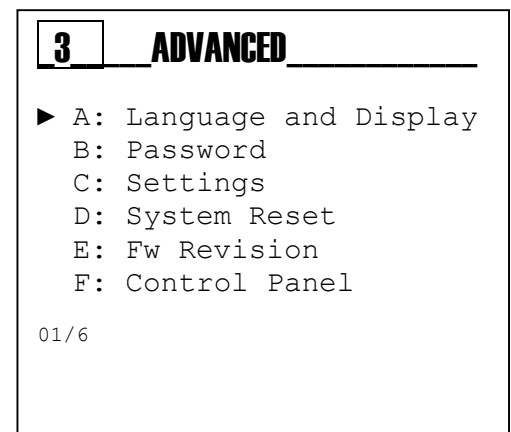 3 ADVANCED
► A: Language and Display
B: Password
C: Settings
D: System Reset
E: Fw Revision
F: Control Panel
01/6